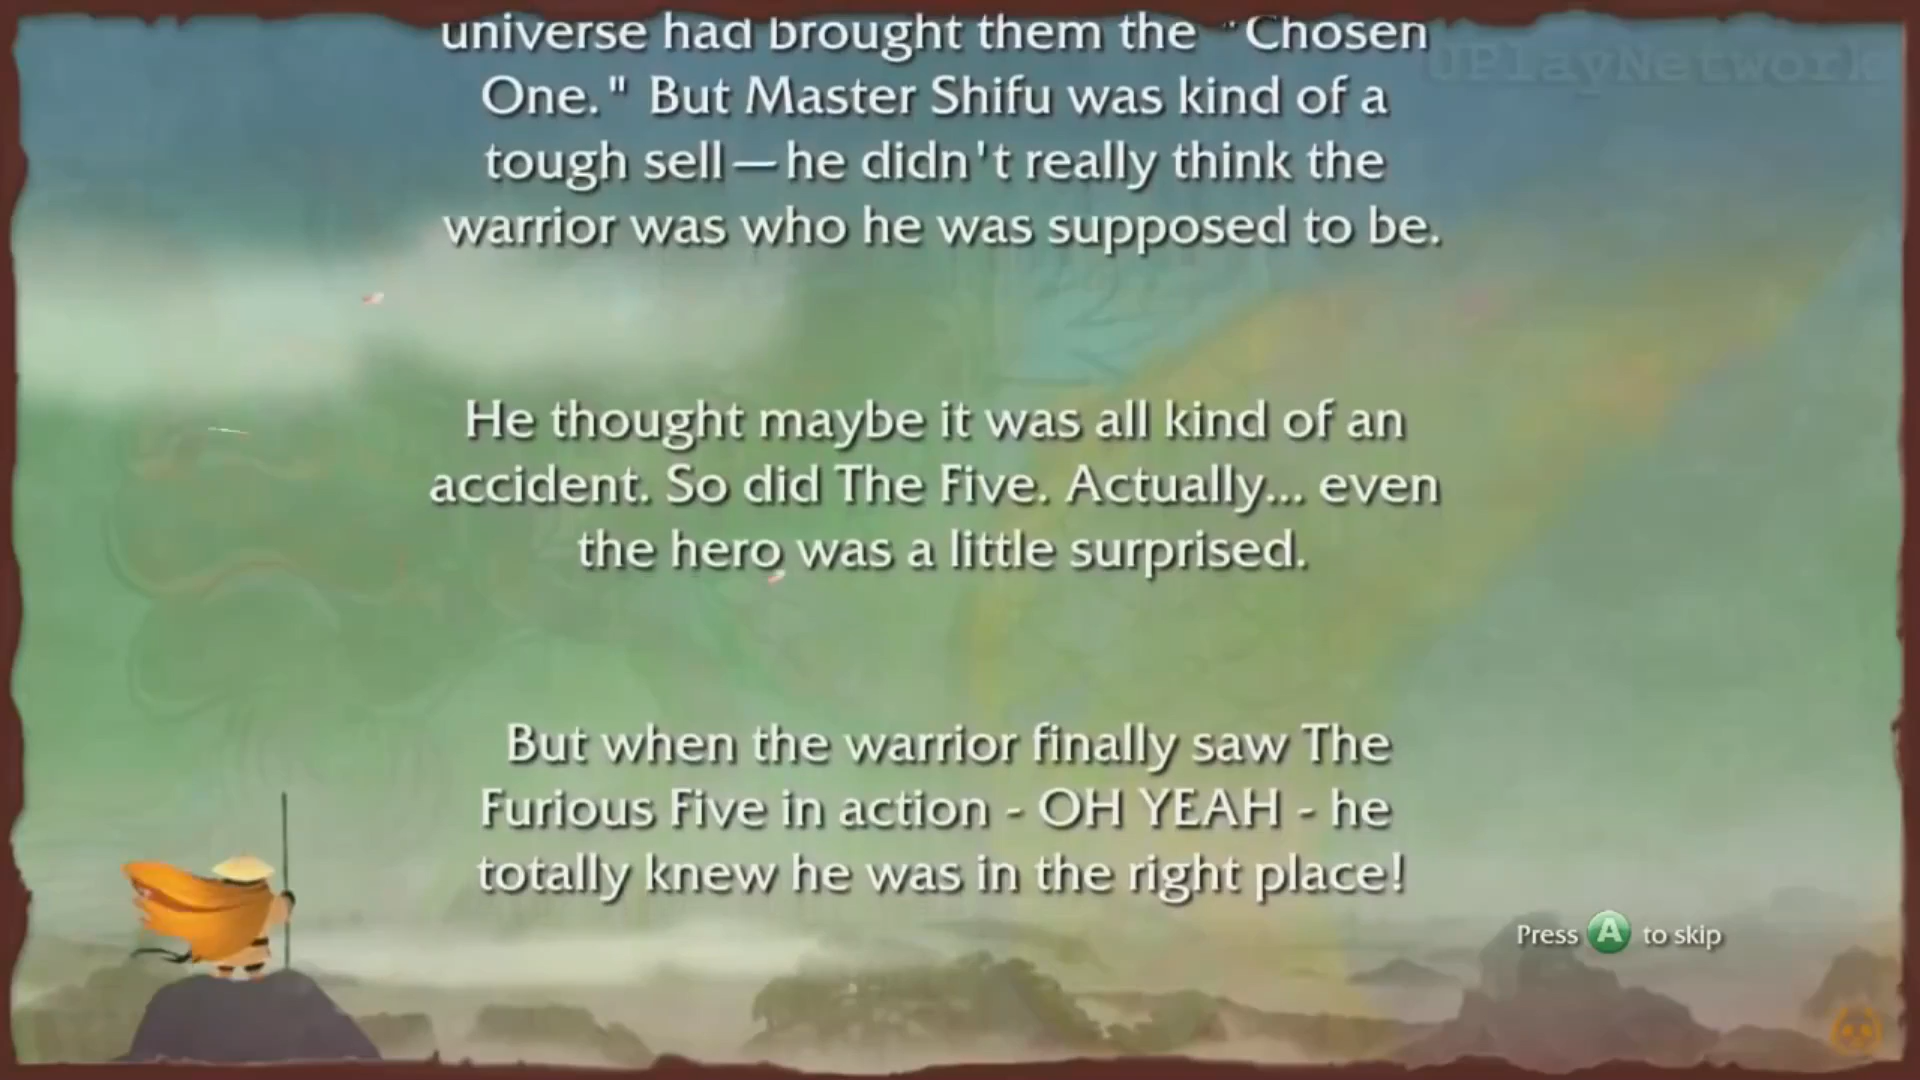 universe had brought them the "Chosen
One." But Master Shifu was kind of a
tough sell—he didn't really think the
warrior was who he was supposed to be.
He thought maybe it was all kind of an
accident. So did The Five. Actually... even
the hero was a little surprised.
But when the warrior finally saw The
Furious Five in action - OH YEAH - he
totally knew he was in the right place!
Press A to skip
UPlayNetwork